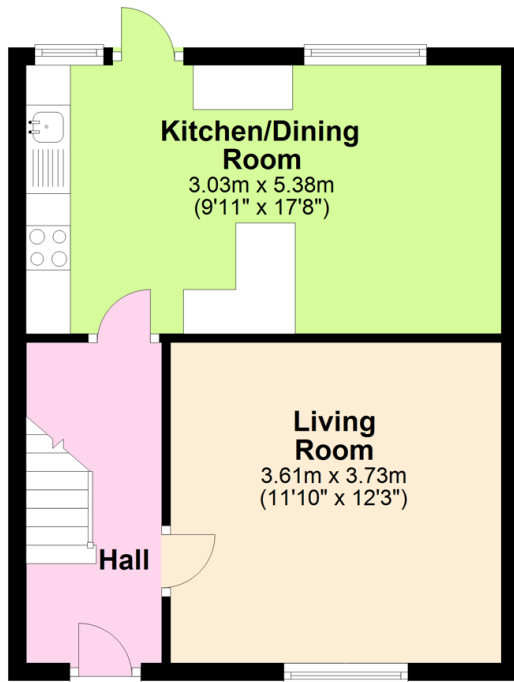 Kitchen/Dining
Room
3.03m x 5.38m
(9'11" x 17'8")
Living
Room
3.61m x 3.73m
(11'10" x 12'3")
Hall